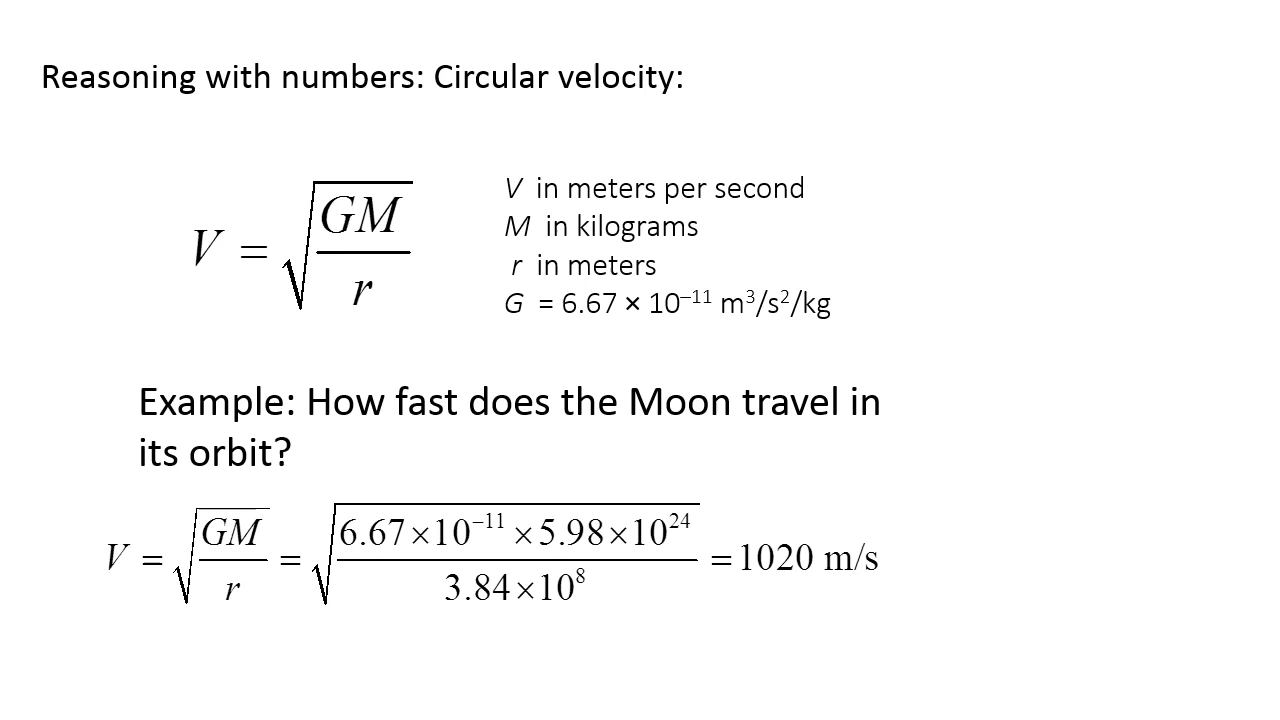 Reasoning with numbers: Circular velocity:
V = √(GM/r)
V in meters per second
M in kilograms
r in meters
G = 6.67 × 10⁻¹¹ m³/s²/kg
Example: How fast does the Moon travel in
its orbit?
V = √(GM/r) = √(6.67×10⁻¹¹ ×5.98×10²⁴/3.84×10⁸) = 1020 m/s